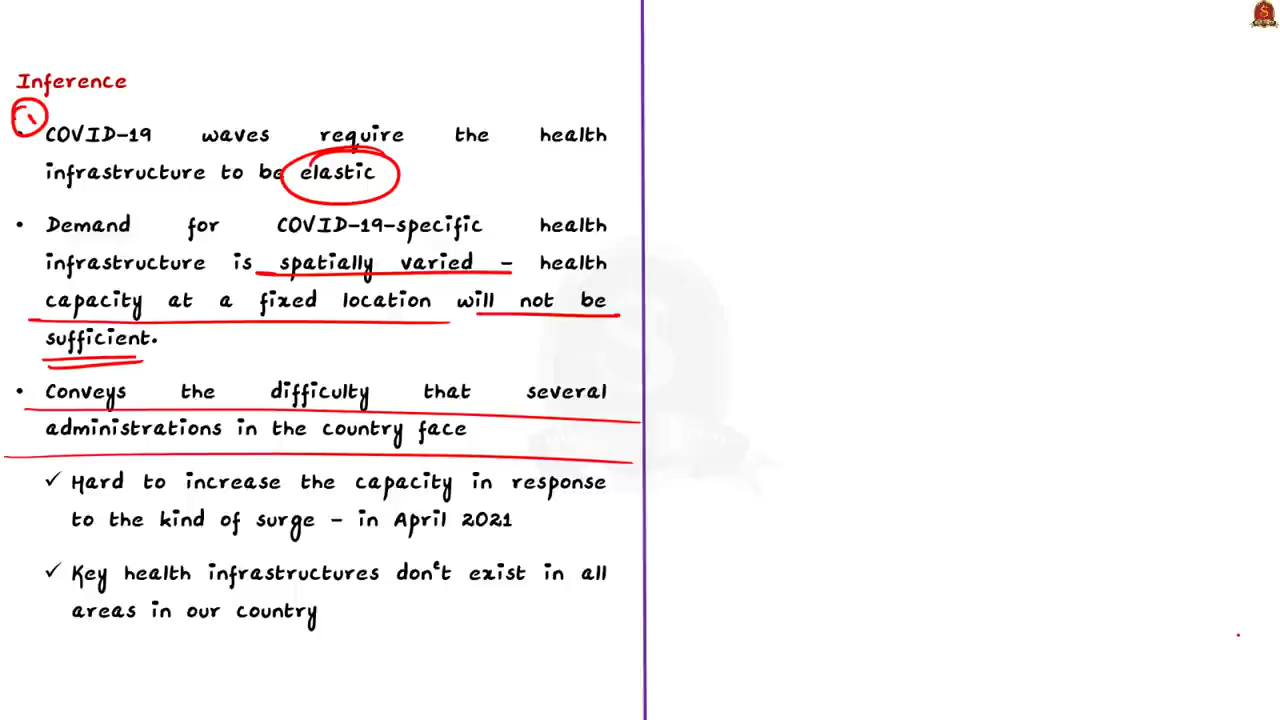 Inference
• COVID-19 waves require the health
infrastructure to be elastic
• Demand for COVID-19-specific health
infrastructure is spatially varied - health
capacity at a fixed location will not be
sufficient.
• Conveys the difficulty that several
administrations in the country face
✓ Hard to increase the capacity in response
to the kind of surge - in April 2021
✓ Key health infrastructures don't exist in all
areas in our country